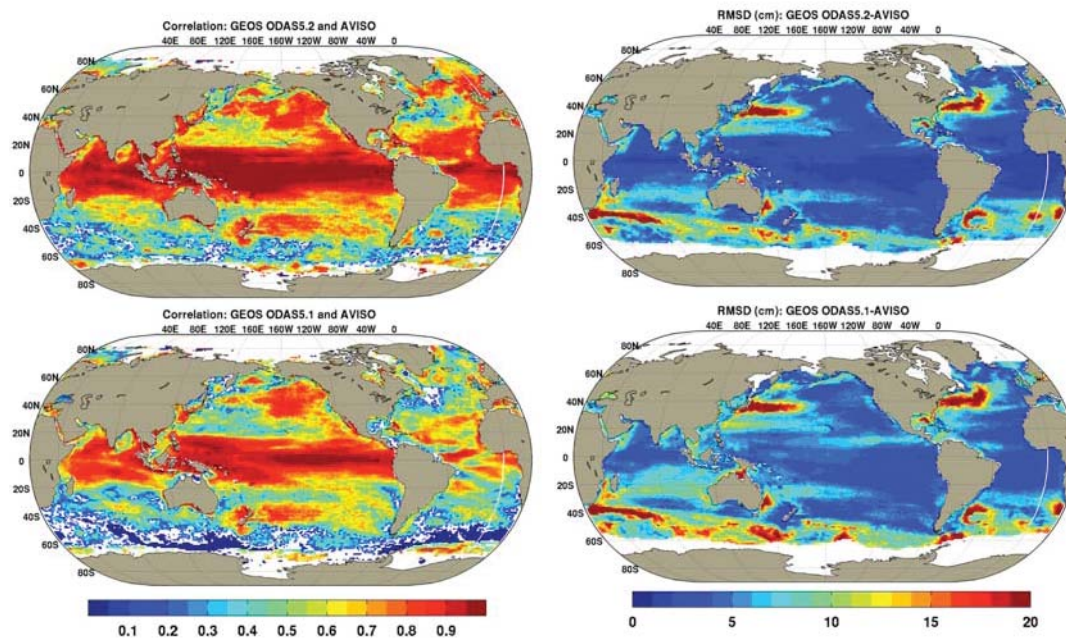 Correlation: GEOS ODAS5.2 and AVISO
40E 80E 120E 160E 160W 120W 80W 40W 0
80N
60N
40N
20N
0
20S
40S
60S
80S
RMSD (cm): GEOS ODAS5.2-AVISO
40E 80E 120E 160E 160W 120W 80W 40W 0
80N
60N
40N
20N
0
20S
40S
60S
80S
Correlation: GEOS ODAS5.1 and AVISO
40E 80E 120E 160E 160W 120W 80W 40W 0
80N
60N
40N
20N
0
20S
40S
60S
80S
0.1 0.2 0.3 0.4 0.5 0.6 0.7 0.8 0.9
RMSD (cm): GEOS ODAS5.1-AVISO
40E 80E 120E 160E 160W 120W 80W 40W 0
80N
60N
40N
20N
0
20S
40S
60S
80S
0 5 10 15 20